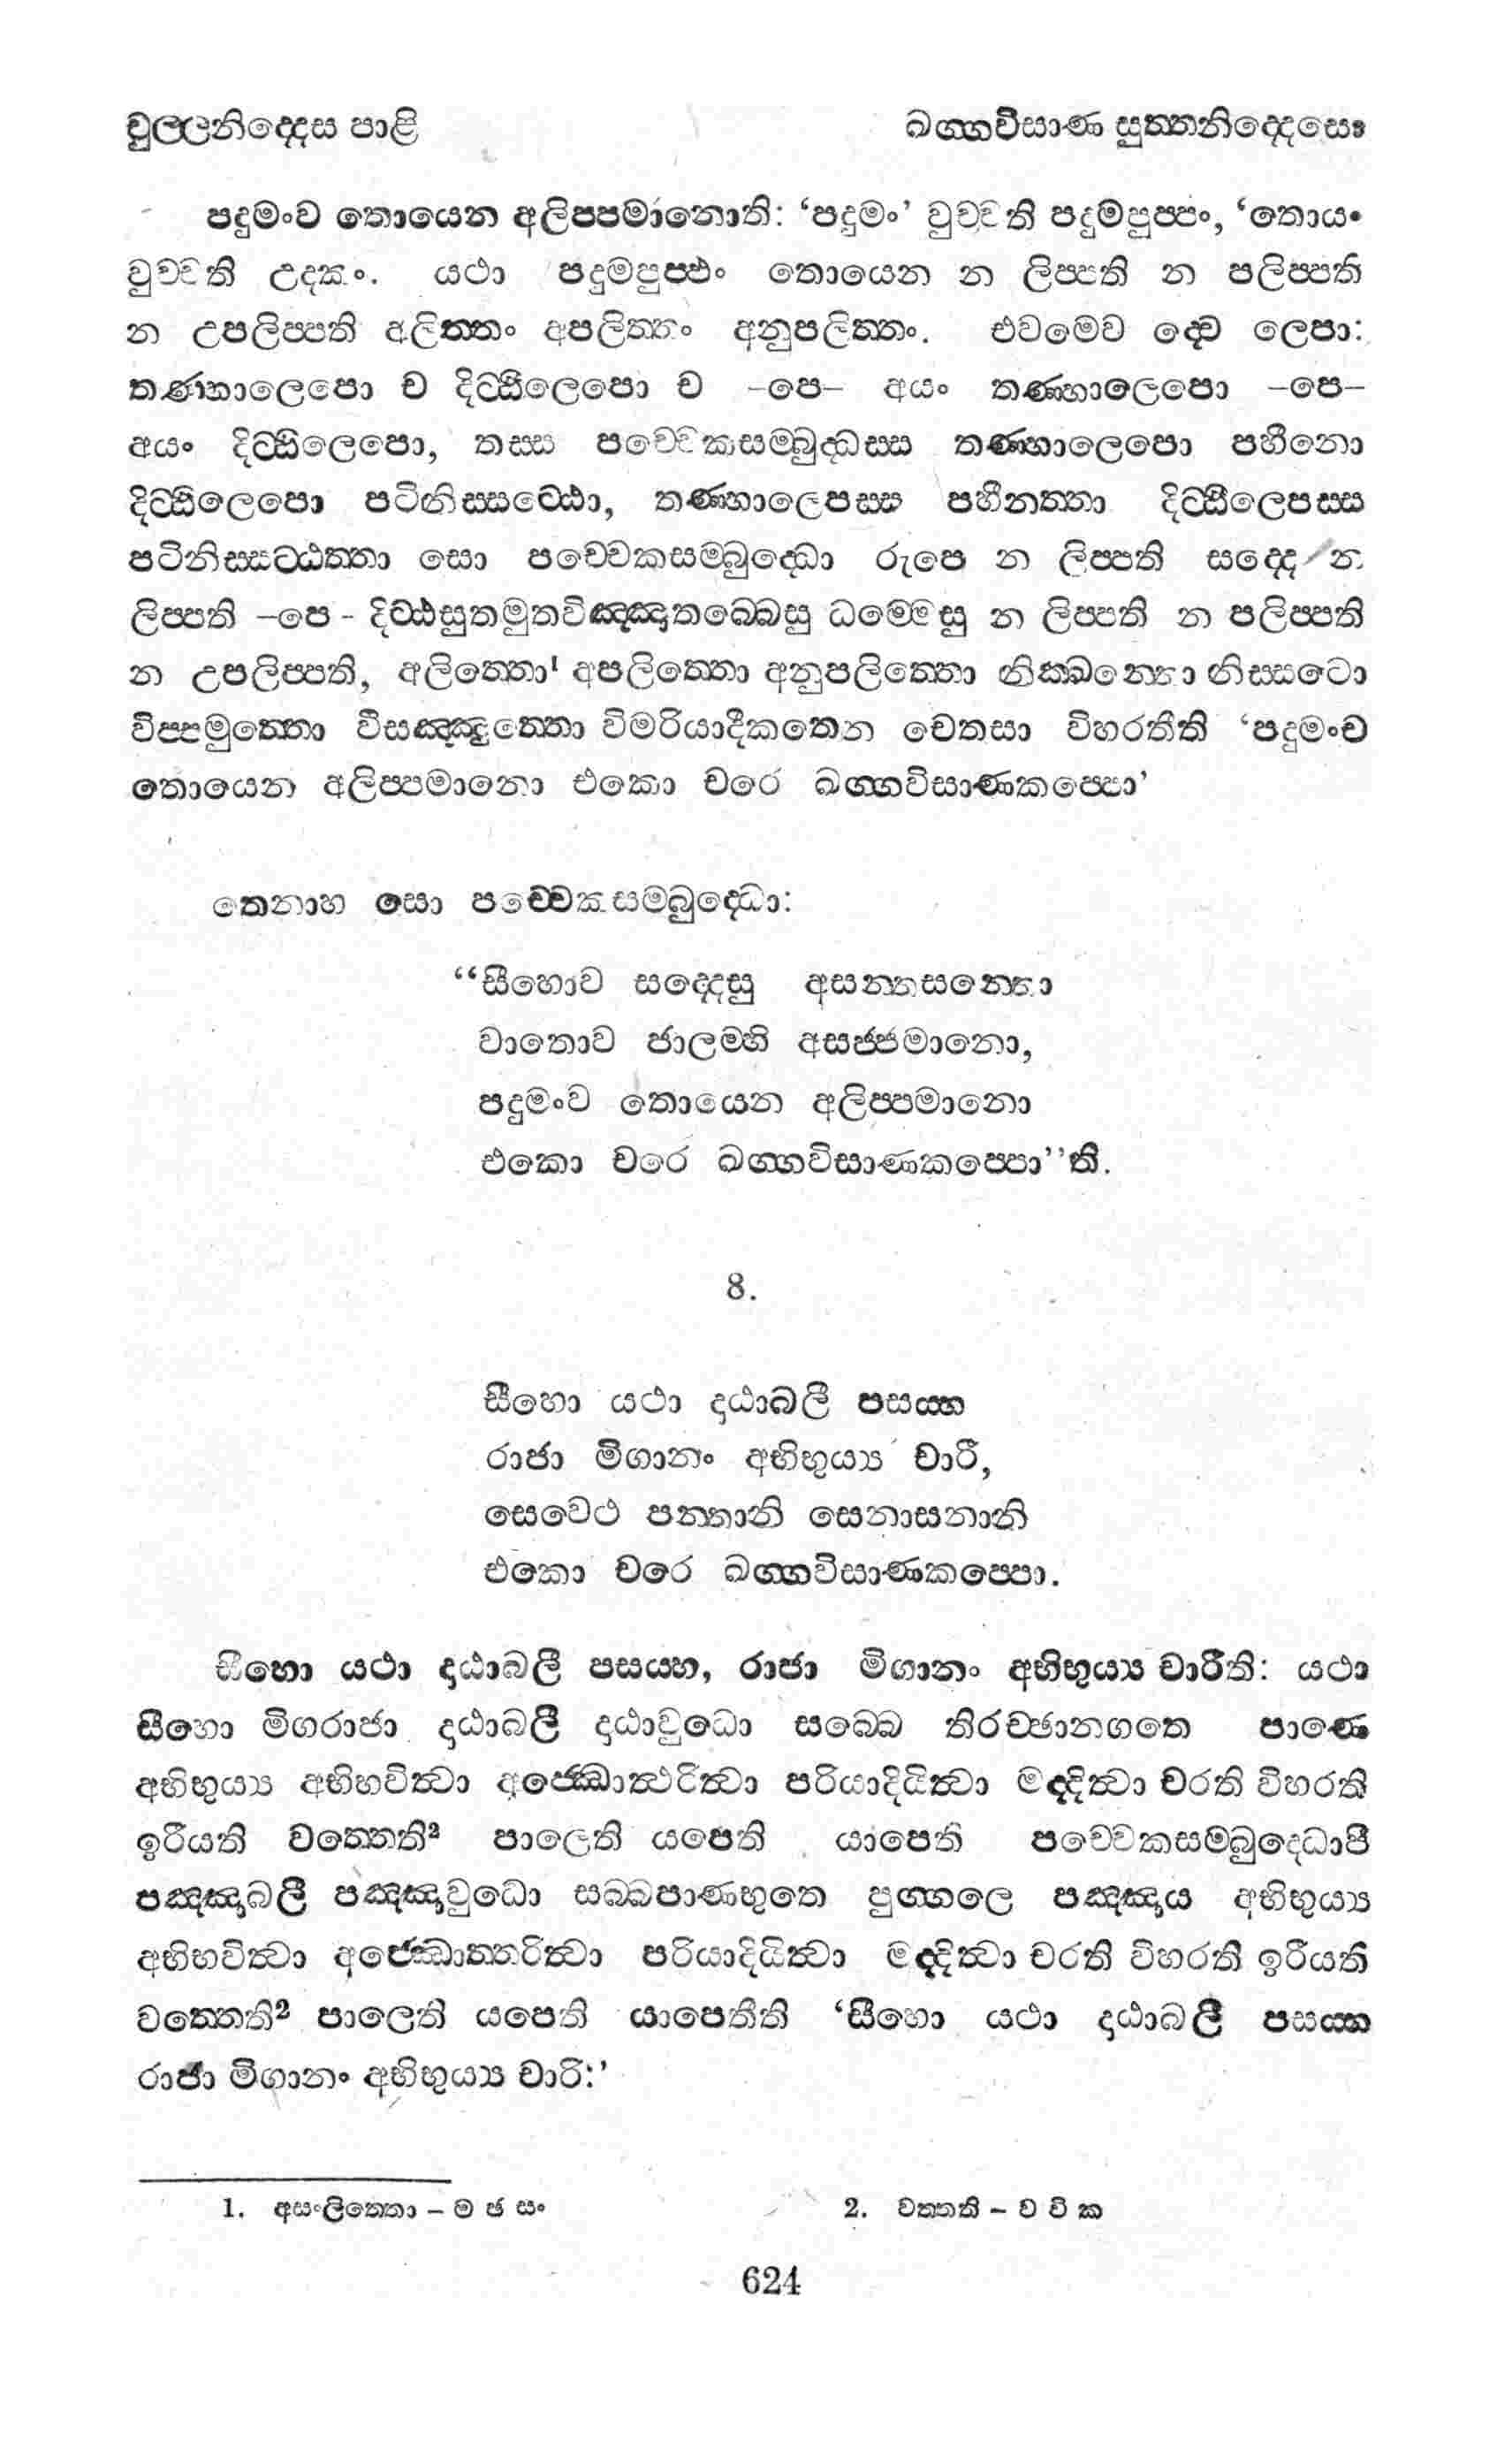 චුල්ලනිද්දෙස පාළි
ඛග්ගවිසාණ සුත්තනිද්දෙසො
පදුමංව තොයෙන අලිප්පමානොති: ‘පදුමං’ වුච්චති පදුමපුප්ඵං, ‘තොයං
වුච්චති උදකං. යථා පදුමපුප්ඵං තොයෙන න ලිප්පති න පලිප්පති
න උපලිප්පති අලිත්තං අපලිත්තං අනුපලිත්තං. එවමෙව ද්වෙ ලෙපා:
තණ්හාලෙපො ච දිට්ඨිලෙපො ච –පෙ– අයං තණ්හාලෙපො –පෙ–
අයං දිට්ඨිලෙපො, තස්ස පච්චෙකසම්බුද්ධස්ස තණ්හාලෙපො පහීනො
දිට්ඨිලෙපො පටිනිස්සට්ඨො, තණ්හාලෙපස්ස පහීනත්තා දිට්ඨිලෙපස්ස
පටිනිස්සට්ඨත්තා සො පච්චෙකසම්බුද්ධො රූපෙ න ලිප්පති සද්දෙ න
ලිප්පති –පෙ – දිට්ඨසුතමුතවිඤ්ඤාතබ්බෙසු ධම්මෙසු න ලිප්පති න පලිප්පති
න උපලිප්පති, අලිත්තො¹ අපලිත්තො අනුපලිත්තො නික්ඛන්තො නිස්සටො
විප්පමුත්තො විසඤ්ඤුත්තො විමරියාදීකතෙන චෙතසා විහරතීති ‘පදුමංච
තොයෙන අලිප්පමානො එකො චරෙ ඛග්ගවිසාණකප්පො’
තෙනාහ සො පච්චෙකසම්බුද්ධො:
“සීහොව සද්දෙසු අසන්තසන්තො
වාතොව ජාලම්හි අසජ්ජමානො,
පදුමංව තොයෙන අලිප්පමානො
එකො චරෙ ඛග්ගවිසාණකප්පො’’ති.
8.
සීහො යථා දාඨාබලී පසය්හ
රාජා මිගානං අභිභුය්‍ය චාරී,
සෙවෙථ පන්තානි සෙනාසනානි
එකො චරෙ ඛග්ගවිසාණකප්පො.
සීහො යථා දාඨාබලී පසයහ, රාජා මිගානං අභිභුය්‍ය චාරීති: යථා
සීහො මිගරාජා දාඨාබලී දාඨාවුධො සබ්බෙ තිරච්ඡානගතෙ පාණෙ
අභිභුය්‍ය අභිභවිත්වා අජ්ඣොත්ථරිත්වා පරියාදියිත්වා මද්දිත්වා චරති විහරති
ඉරීයති වත්තෙති² පාලෙති යපෙති යාපෙති පච්චෙකසම්බුද්ධොපි
පඤ්ඤාබලී පඤ්ඤාවුධො සබ්බපාණභූතෙ පුග්ගලෙ පඤ්ඤාය අභිභුය්‍ය
අභිභවිත්වා අජ්ඣොත්තරිත්වා පරියාදියිත්වා මද්දිත්වා චරති විහරති ඉරීයති
වත්තෙති² පාලෙති යපෙති යාපෙතීති ‘සීහො යථා දාඨාබලී පසය්හ
රාජා මිගානං අභිභුය්‍ය චාරි:’
1. අසංලිත්තො – ම ඡ සං
2. වත්තති – ව වි ක
624